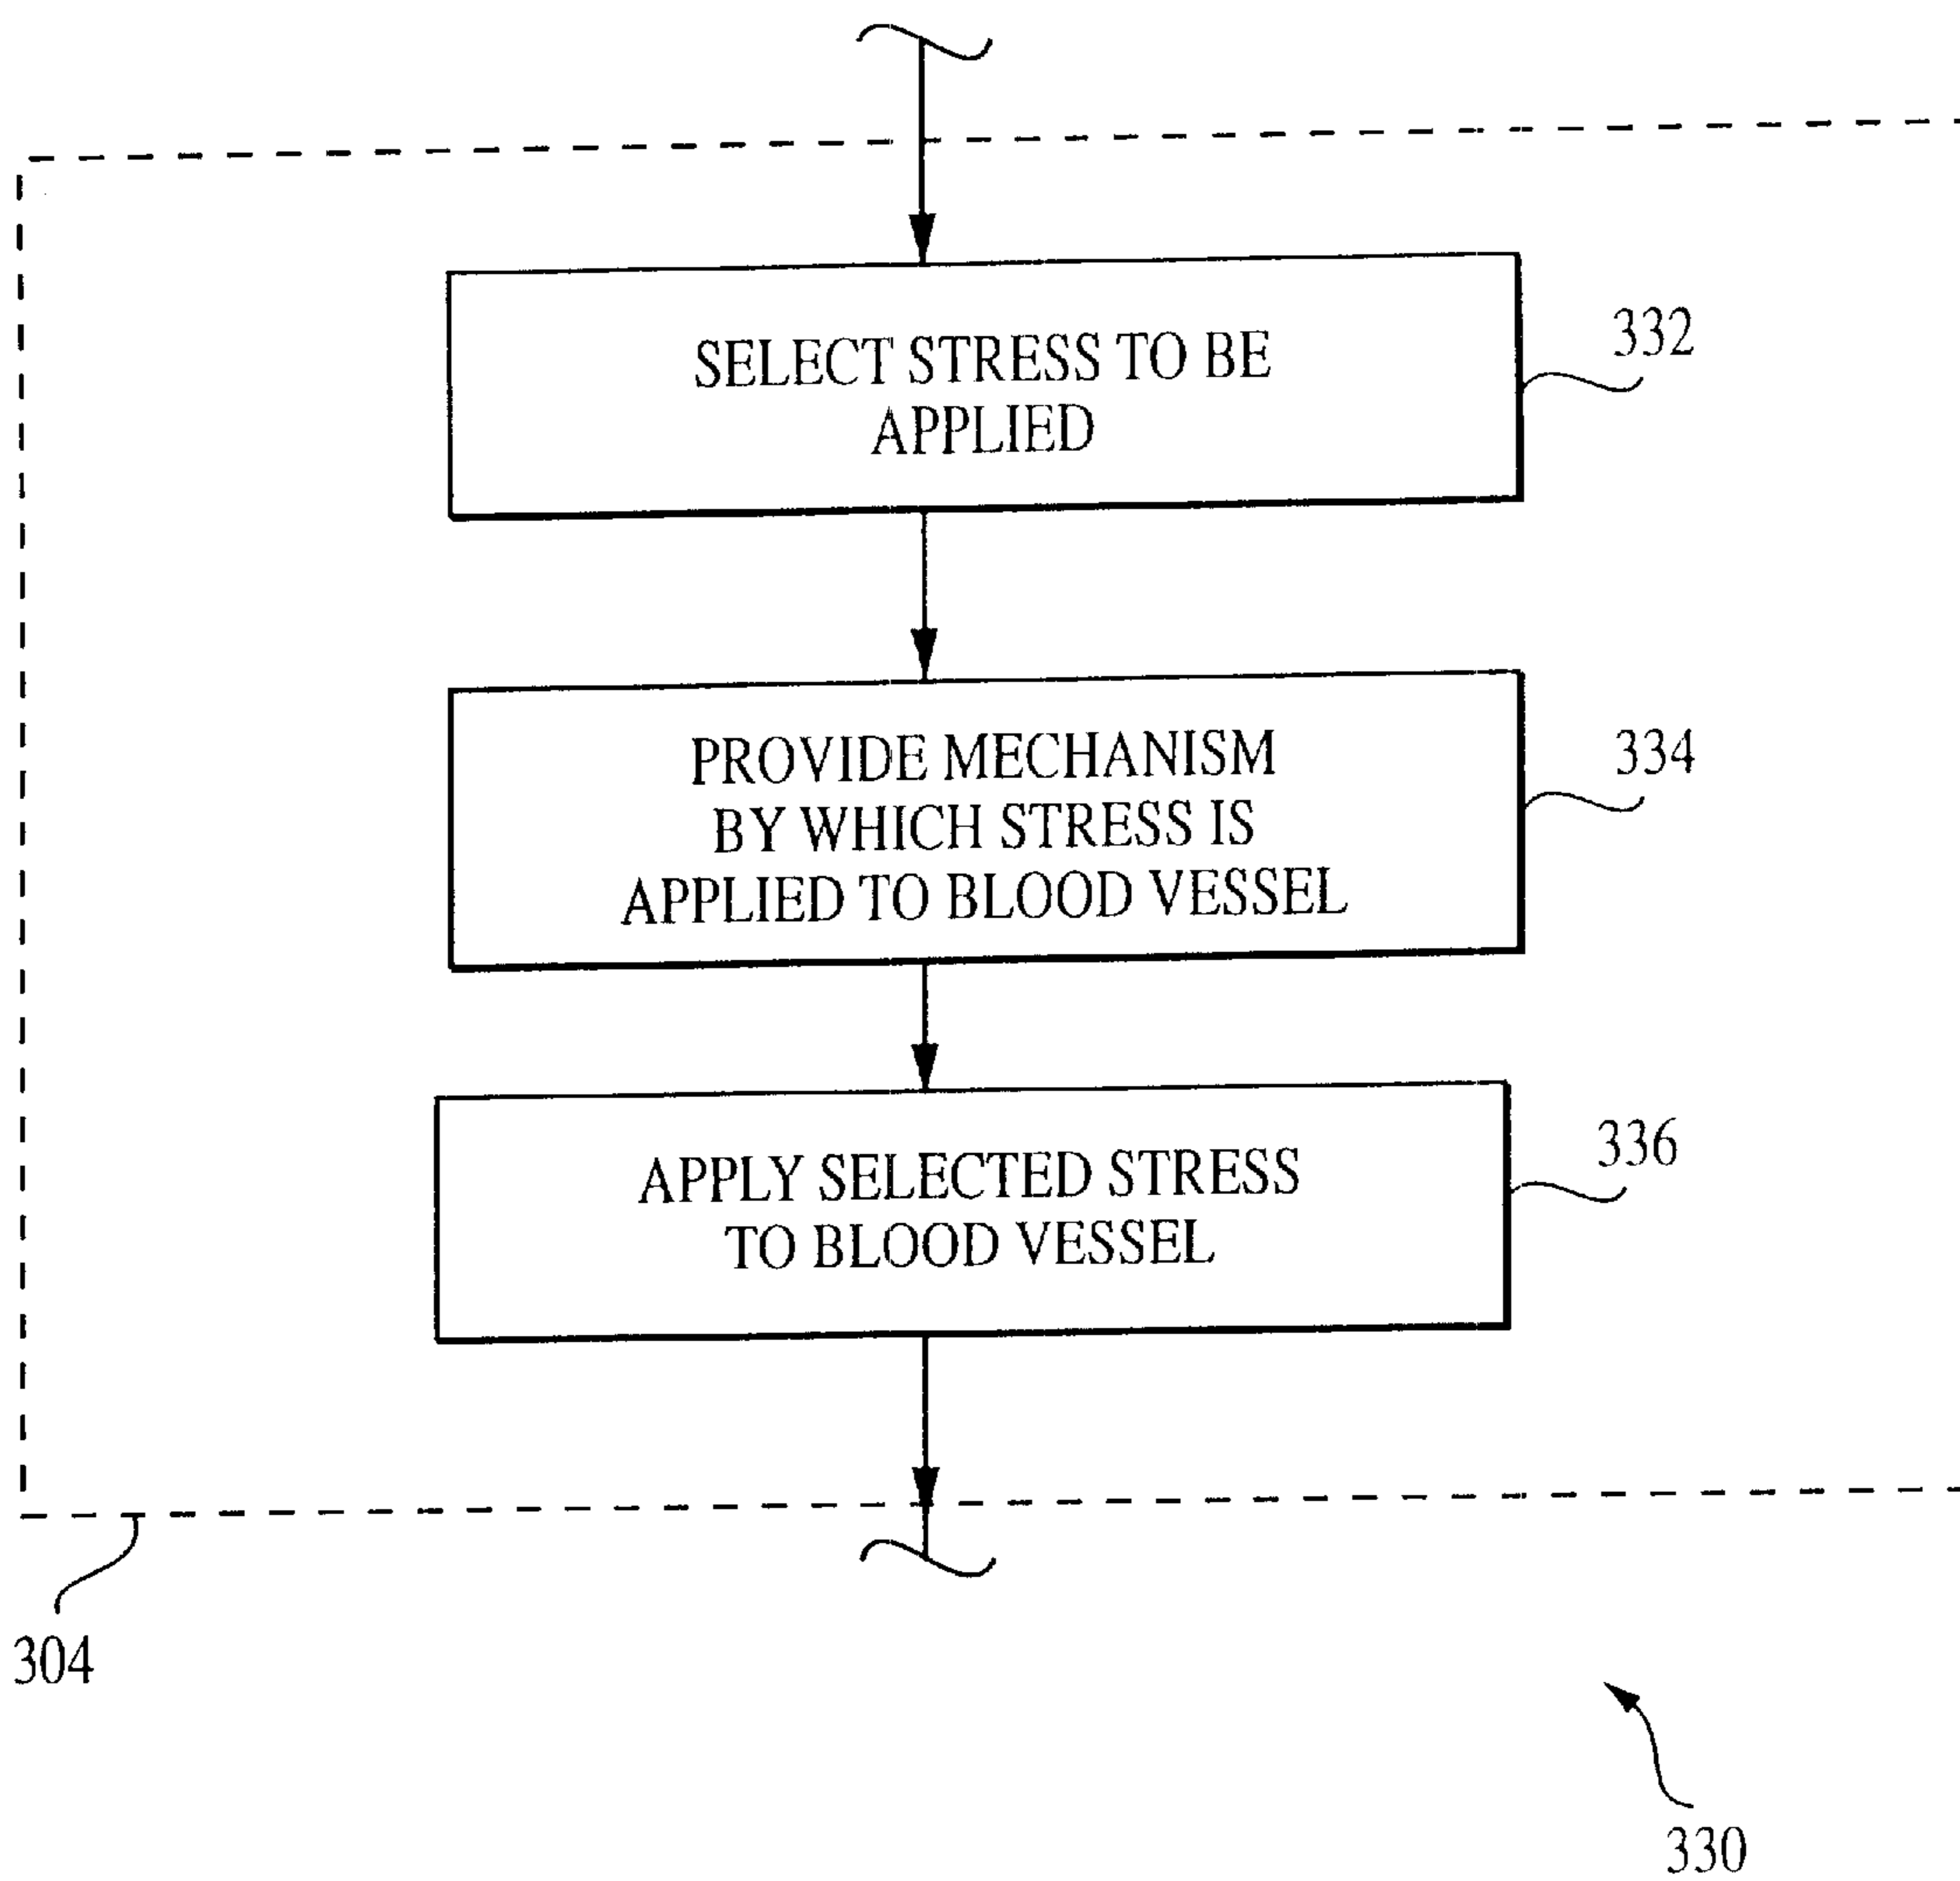 SELECT STRESS TO BE
APPLIED
332
PROVIDE MECHANISM
BY WHICH STRESS IS
APPLIED TO BLOOD VESSEL
334
APPLY SELECTED STRESS
TO BLOOD VESSEL
336
304
330